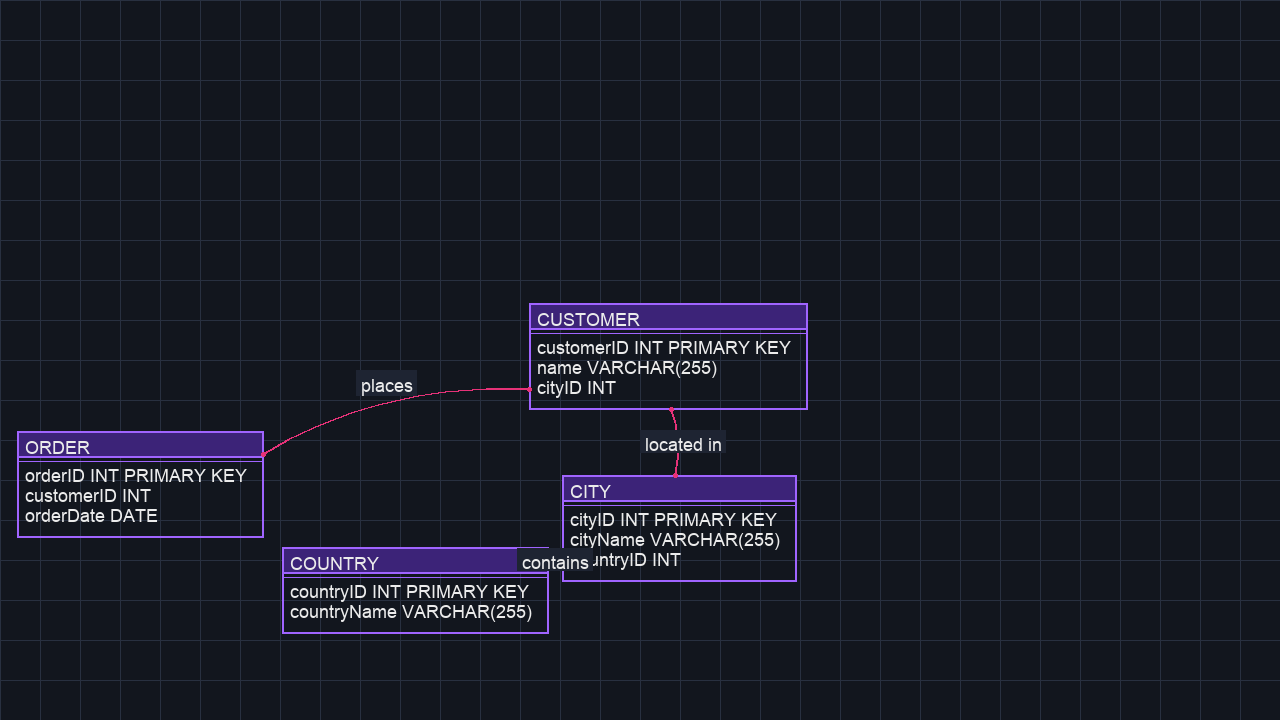 CUSTOMER
customerID INT PRIMARY KEY
name VARCHAR(255)
cityID INT
places
ORDER
orderID INT PRIMARY KEY
customerID INT
orderDate DATE
located in
CITY
cityID INT PRIMARY KEY
cityName VARCHAR(255)
INT
contains
COUNTRY
countryID INT PRIMARY KEY
countryName VARCHAR(255)